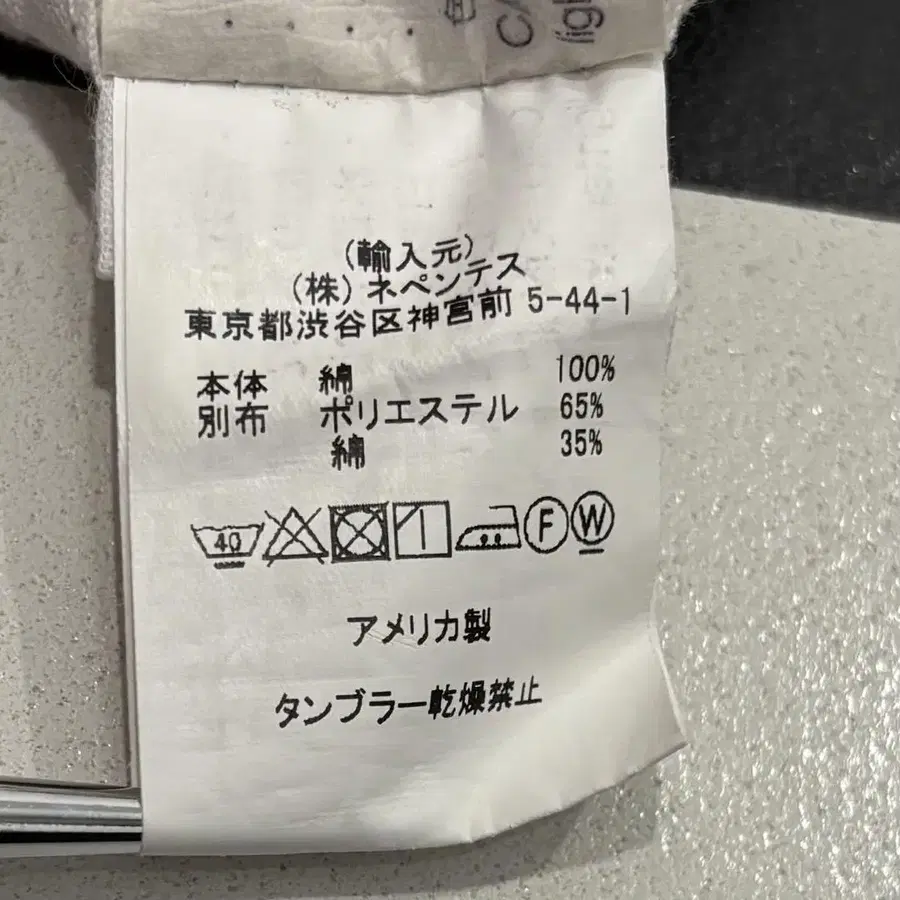 (輸入元)
(株)ネペンテス
東京都渋谷区神宮前 5-44-1
本体 綿 100%
別布 ポリエステル 65%
綿 35%
40 F W
アメリカ製
タンブラー乾燥禁止